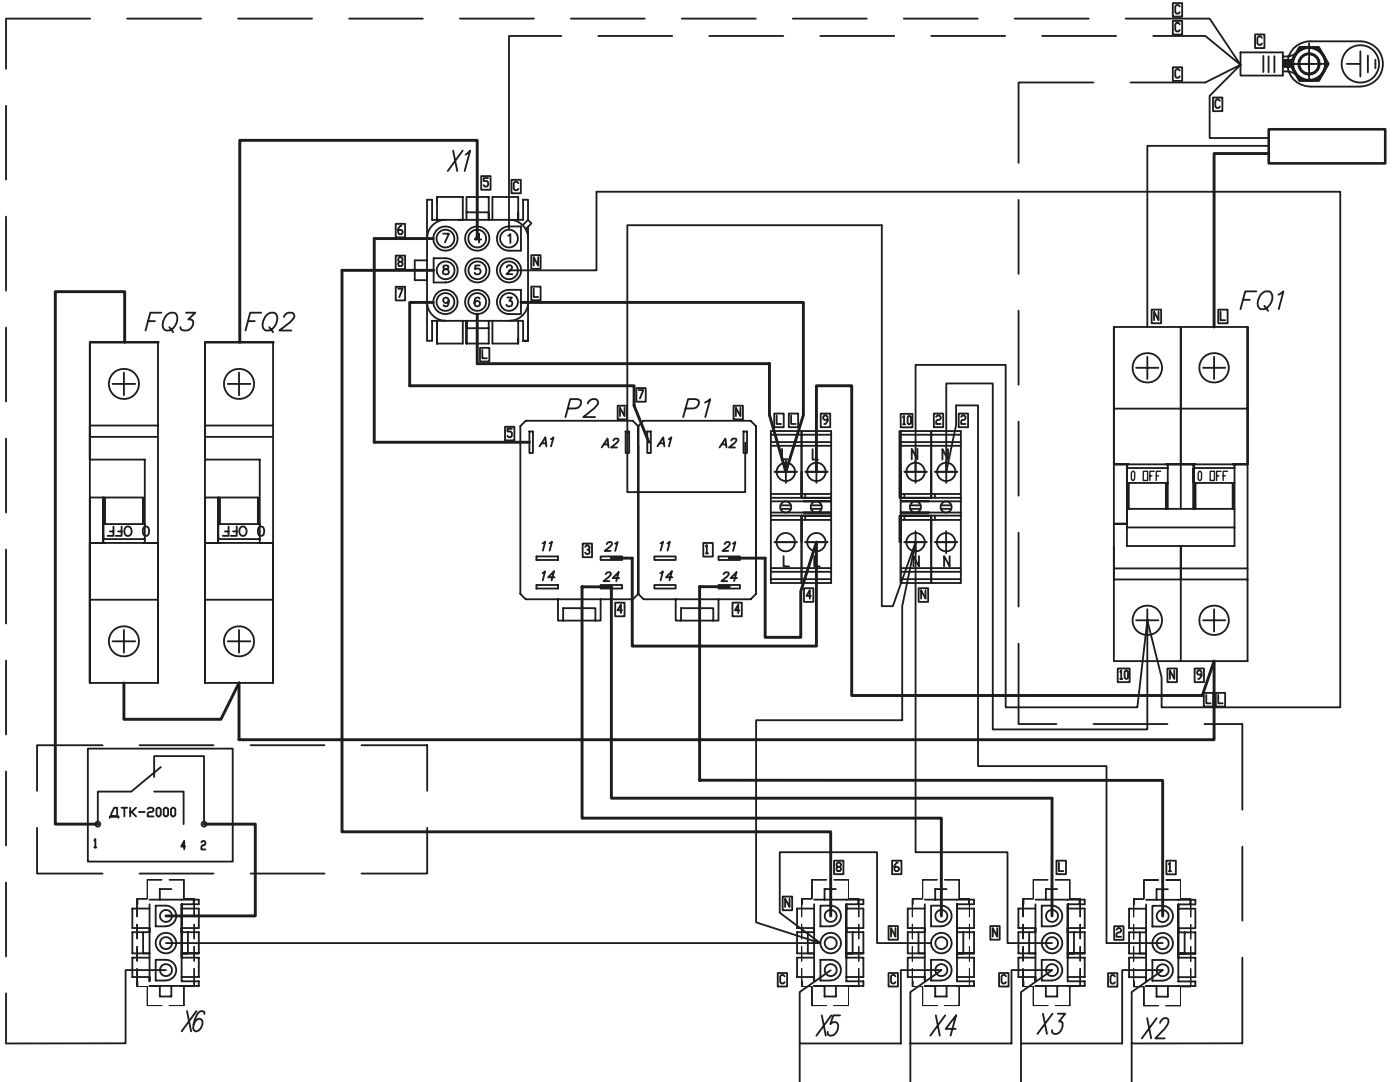 C
C
C
C
C
X1
5 C
6
7 4 1
8
8 5 2
N
7
9 6 3
L
FQ3
FQ2
FQ1
N
L
L
7
P2
N
P1
N
L L 9
10 2 2
5
A1
A2
A1
A2
L L
N N
0 OFF
0 OFF
0 OFF
0 OFF
11
3
21
11
1
21
14
24
14
24
L L
N N
4
4
4
N
10
N
9
L L
ДТК-2000
1
4
2
8
6
L
1
N
N
N
2
C
C
C
C
X6
X5
X4
X3
X2